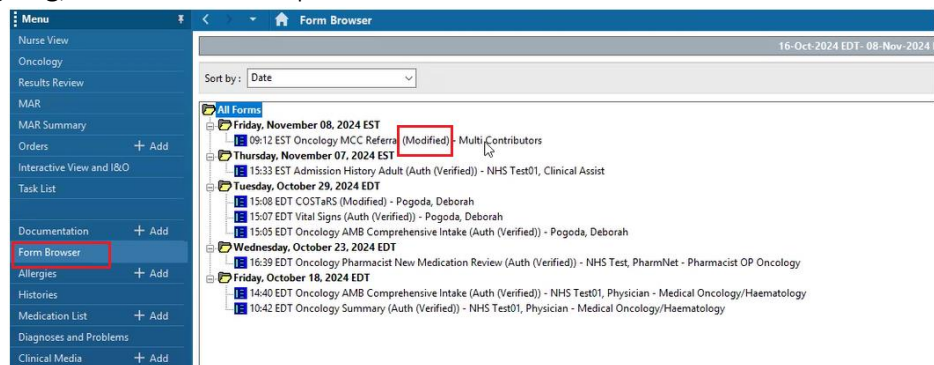 Menu
Form Browser
Nurse View
Oncology
Results Review
MAR
MAR Summary
Orders + Add
Interactive View and I&O
Task List
Documentation + Add
Form Browser
Allergies + Add
Histories
Medication List + Add
Diagnoses and Problems
Clinical Media + Add
16-Oct-2024 EDT- 08-Nov-2024
Sort by : Date
All Forms
Friday, November 08, 2024 EST
09:12 EST Oncology MCC Referral (Modified) - Multi Contributors
Thursday, November 07, 2024 EST
15:33 EST Admission History Adult (Auth (Verified)) - NHS Test01, Clinical Assist
Tuesday, October 29, 2024 EDT
15:08 EDT COSTaRS (Modified) - Pogoda, Deborah
15:07 EDT Vital Signs (Auth (Verified)) - Pogoda, Deborah
15:05 EDT Oncology AMB Comprehensive Intake (Auth (Verified)) - Pogoda, Deborah
Wednesday, October 23, 2024 EDT
16:39 EDT Oncology Pharmacist New Medication Review (Auth (Verified)) - NHS Test, PharmNet - Pharmacist OP Oncology
Friday, October 18, 2024 EDT
14:40 EDT Oncology AMB Comprehensive Intake (Auth (Verified)) - NHS Test01, Physician - Medical Oncology/Haematology
10:42 EDT Oncology Summary (Auth (Verified)) - NHS Test01, Physician - Medical Oncology/Haematology